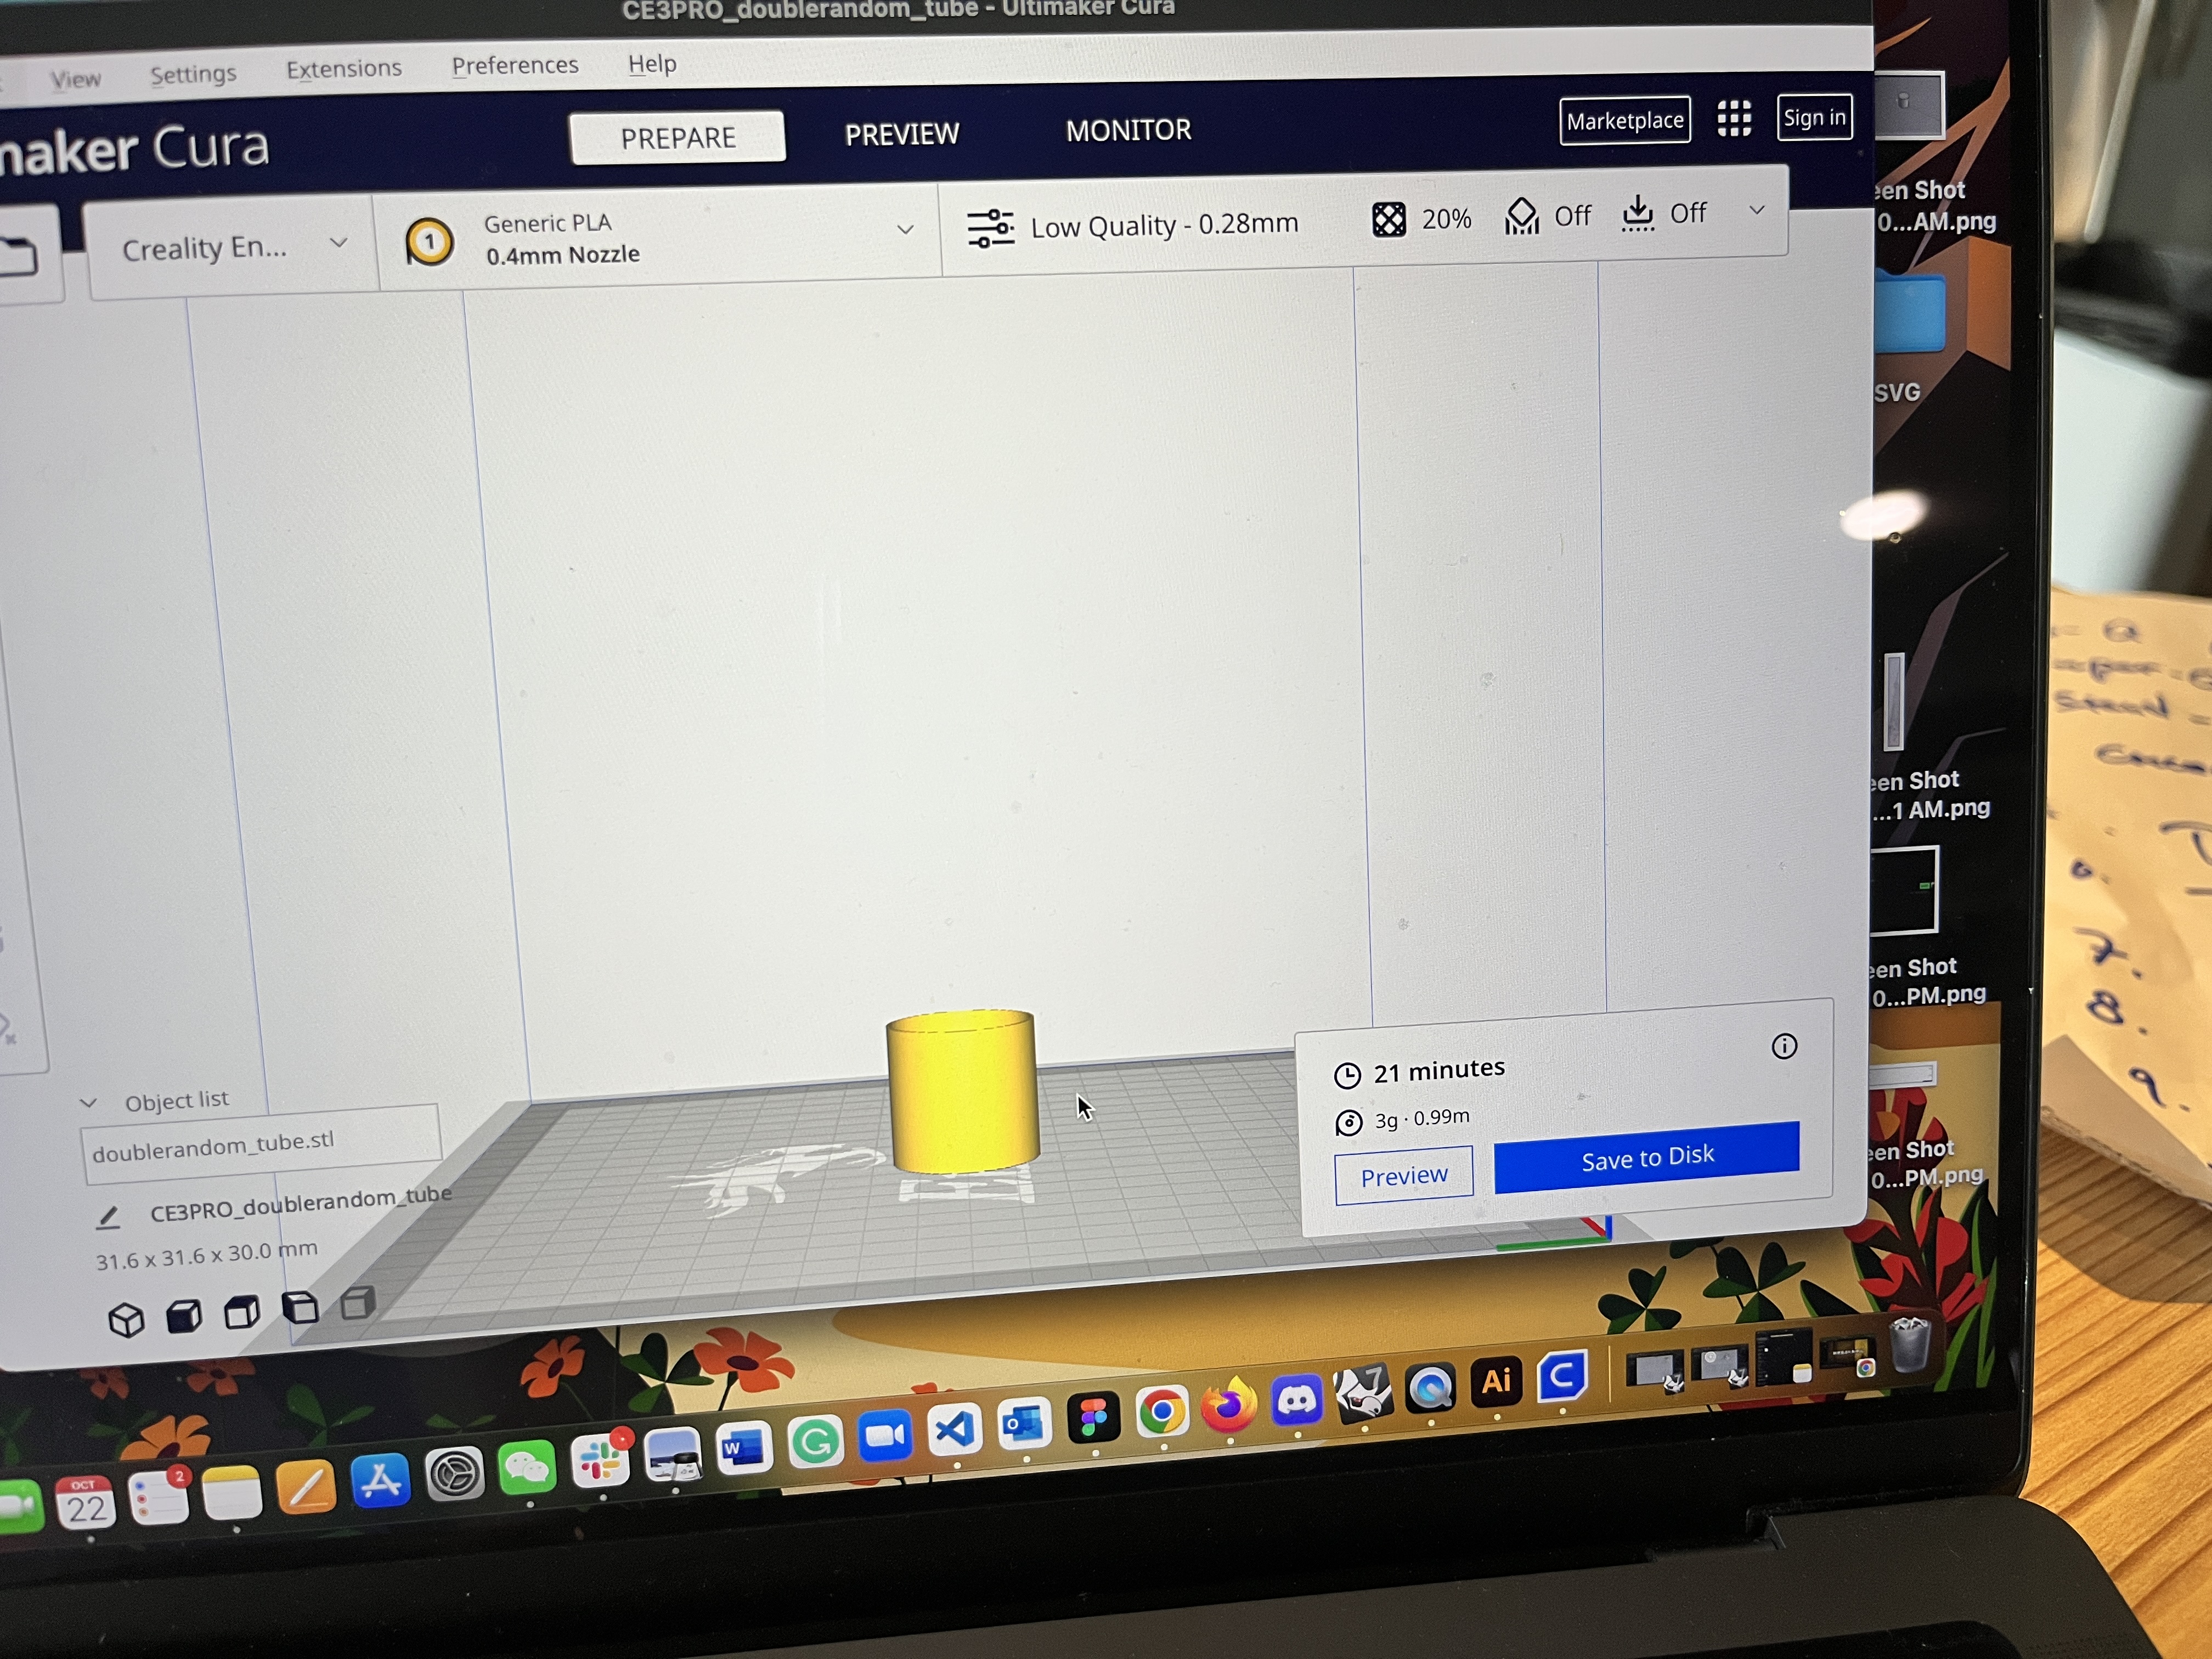 CE3PRO_doublerandom_tube - Ultimaker Cura
View Settings Extensions Preferences Help
maker Cura
PREPARE PREVIEW MONITOR
Marketplace Sign in
Creality En...
1
Generic PLA
0.4mm Nozzle
Low Quality - 0.28mm
20% Off Off
een Shot
0...AM.png
SVG
een Shot
...1 AM.png
een Shot
0...PM.png
een Shot
0...PM.png
21 minutes
3g · 0.99m
Preview Save to Disk
Object list
doublerandom_tube.stl
CE3PRO_doublerandom_tube
31.6 x 31.6 x 30.0 mm
OCT
22
2
W
O
7
Ai
C
7.
8.
9.